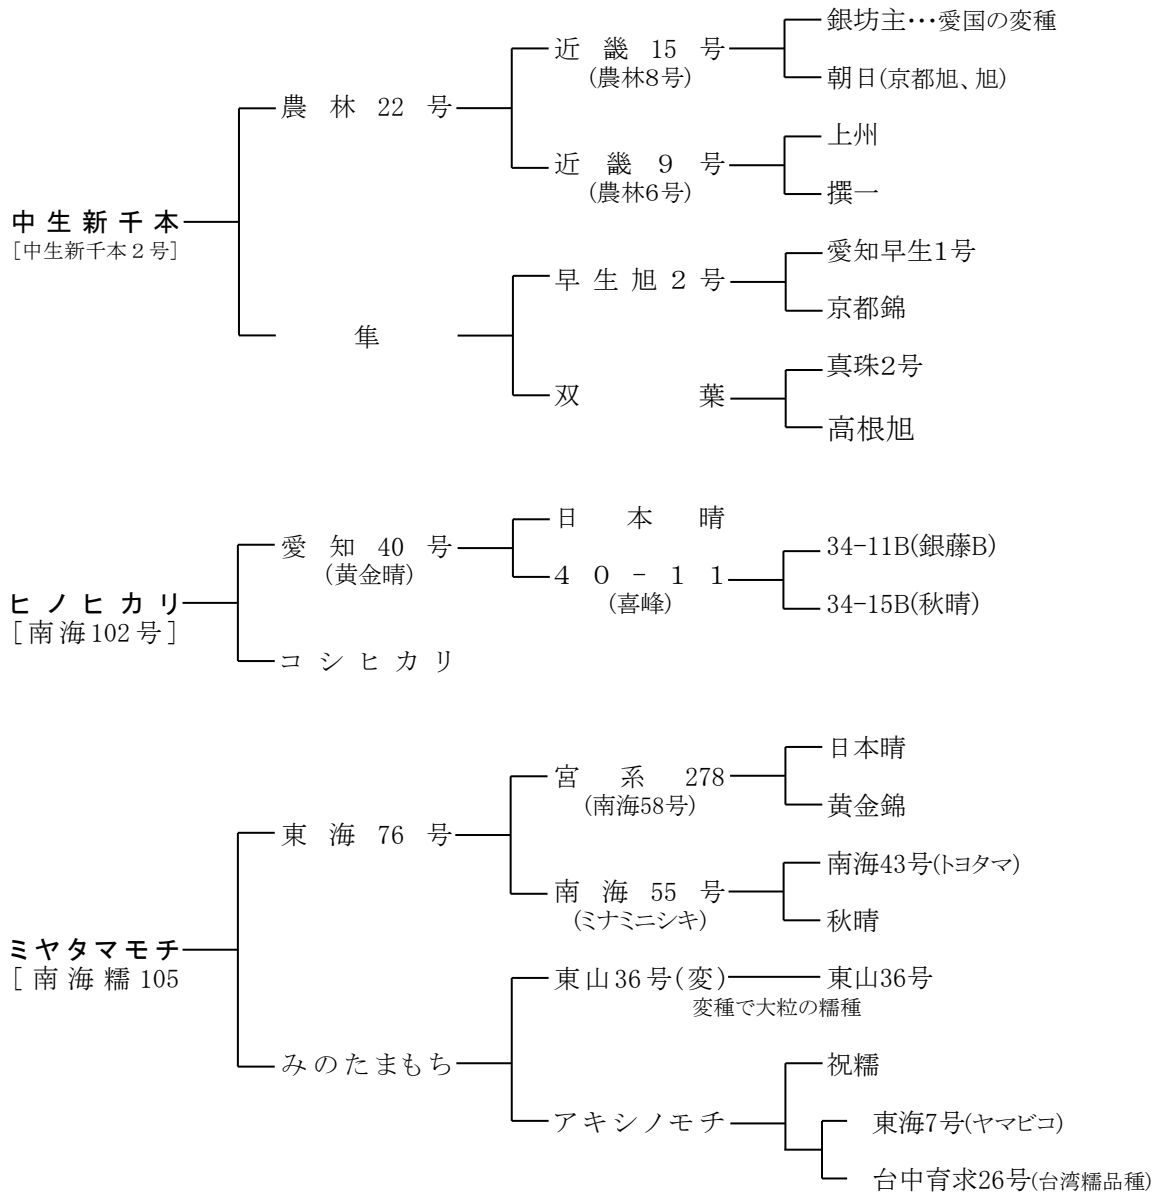 銀坊主･･･愛国の変種
近畿15号
(農林8号)
朝日(京都旭、旭)
農林22号
上州
近畿9号
(農林6号)
撰一
中生新千本
[中生新千本2号]
愛知早生1号
早生旭2号
京都錦
隼
真珠2号
双葉
高根旭
日本晴
愛知40号
(黄金晴)
34-11B(銀藤B)
40-11
(喜峰)
34-15B(秋晴)
ヒノヒカリ
[南海102号]
コシヒカリ
日本晴
宮系278
(南海58号)
黄金錦
東海76号
南海43号(トヨタマ)
南海55号
(ミナミニシキ)
秋晴
ミヤタマモチ
[南海糯105
東山36号(変)
東山36号
変種で大粒の糯種
みのたまもち
祝糯
アキシノモチ
東海7号(ヤマビコ)
台中育求26号(台湾糯品種)